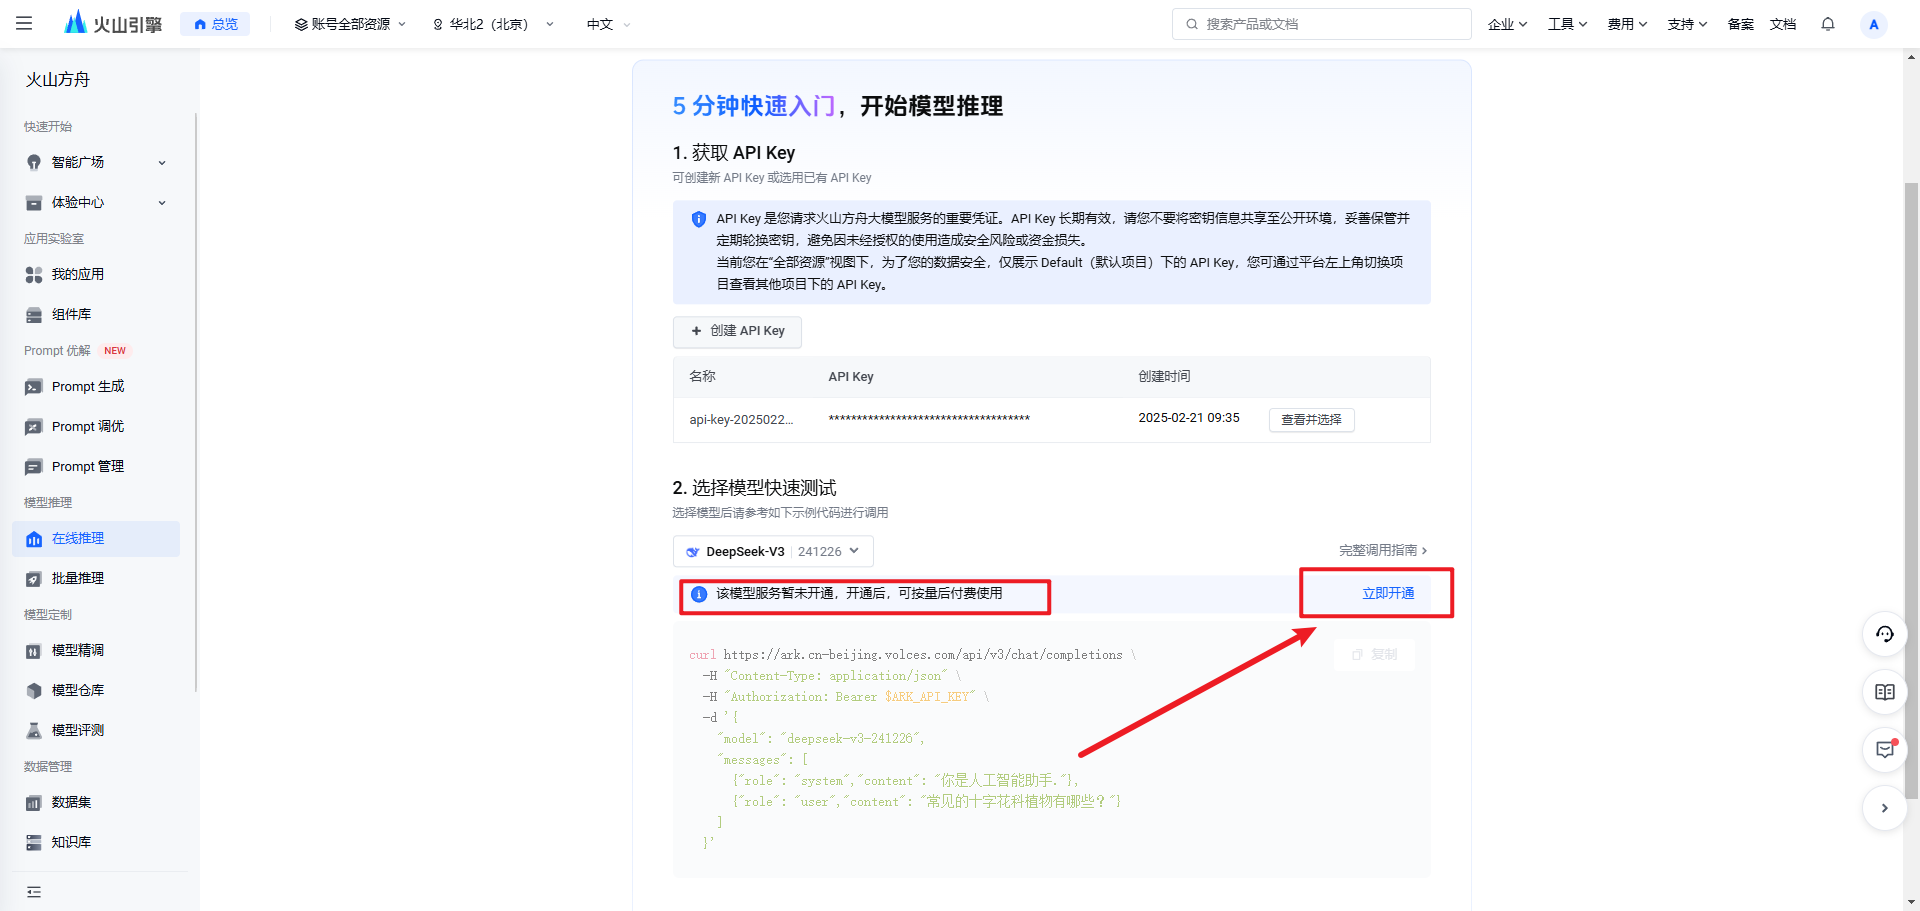 火山引擎
总览
账号全部资源
华北2（北京）
中文
搜索产品或文档
企业
工具
费用
支持
备案
文档
A
火山方舟
快速开始
智能广场
体验中心
应用实验室
我的应用
组件库
Prompt 优解 NEW
Prompt 生成
Prompt 调优
Prompt 管理
模型推理
在线推理
批量推理
模型定制
模型精调
模型仓库
模型评测
数据管理
数据集
知识库
5 分钟快速入门，开始模型推理
1. 获取 API Key
可创建新 API Key 或选用已有 API Key
API Key 是您请求火山方舟大模型服务的重要凭证。API Key 长期有效，请您不要将密钥信息共享至公开环境，妥善保管并
定期轮换密钥，避免因未经授权的使用造成安全风险或资金损失。
当前您在“全部资源”视图下，为了您的数据安全，仅展示 Default（默认项目）下的 API Key，您可通过平台左上角切换项
目查看其他项目下的 API Key。
+ 创建 API Key
名称 API Key 创建时间
api-key-2025022... ************************************ 2025-02-21 09:35 查看并选择
2. 选择模型快速测试
选择模型后请参考如下示例代码进行调用
DeepSeek-V3 | 241226
完整调用指南
该模型服务暂未开通，开通后，可按量后付费使用
立即开通
复制
curl https://ark.cn-beijing.volces.com/api/v3/chat/completions \
-H "Content-Type: application/json" \
-H "Authorization: Bearer $ARK_API_KEY" \
-d '{
"model": "deepseek-v3-241226",
"messages": [
{"role": "system","content": "你是人工智能助手."},
{"role": "user","content": "常见的十字花科植物有哪些？"}
]
}'